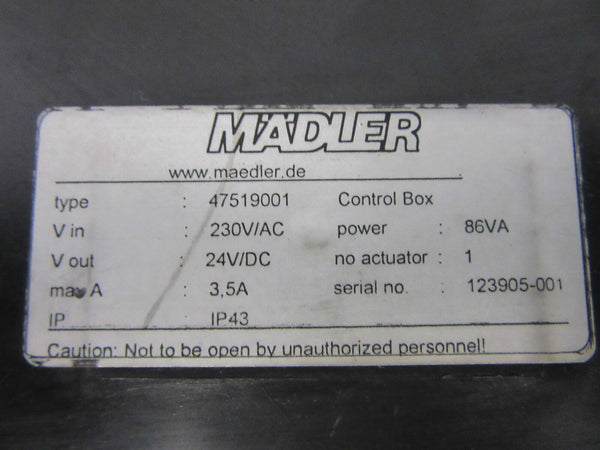 MÄDLER
www.maedler.de
type : 47519001 Control Box
V in : 230V/AC power : 86VA
V out : 24V/DC no actuator : 1
max A : 3,5A serial no. : 123905-001
IP : IP43
Caution: Not to be open by unauthorized personnel!